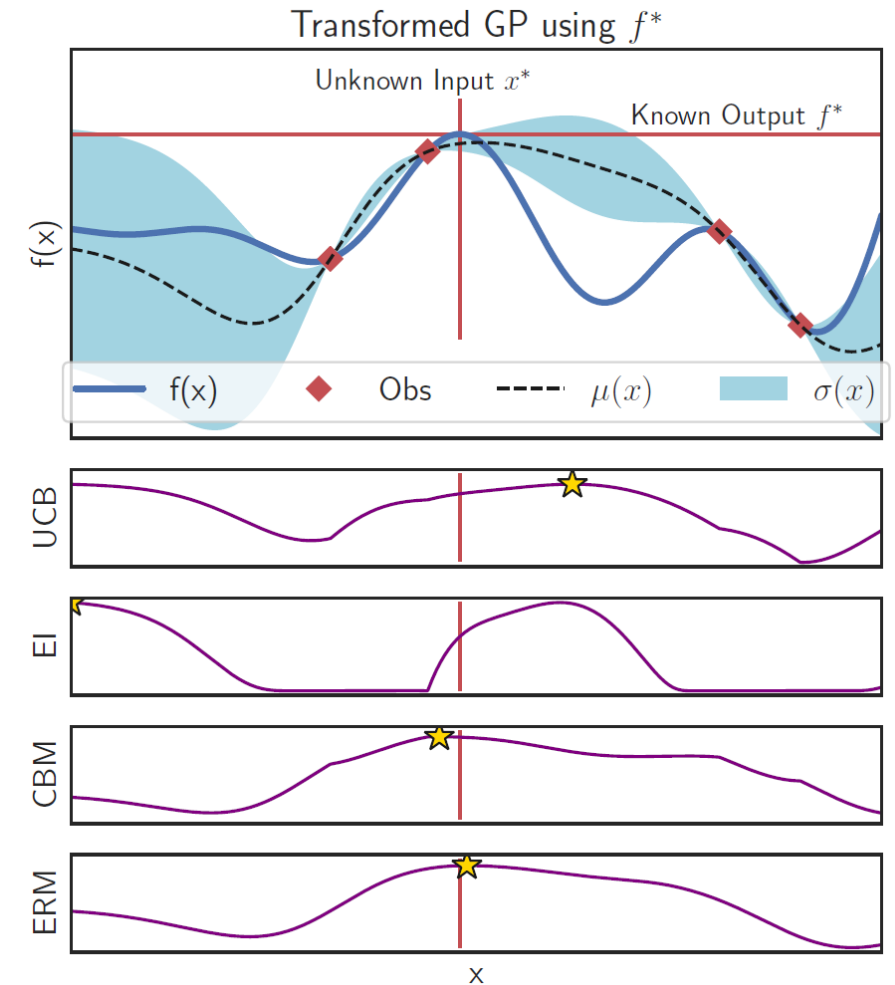 Transformed GP using f*
Unknown Input x*
Known Output f*
f(x)
f(x) Obs μ(x) σ(x)
UCB
EI
CBM
ERM
x